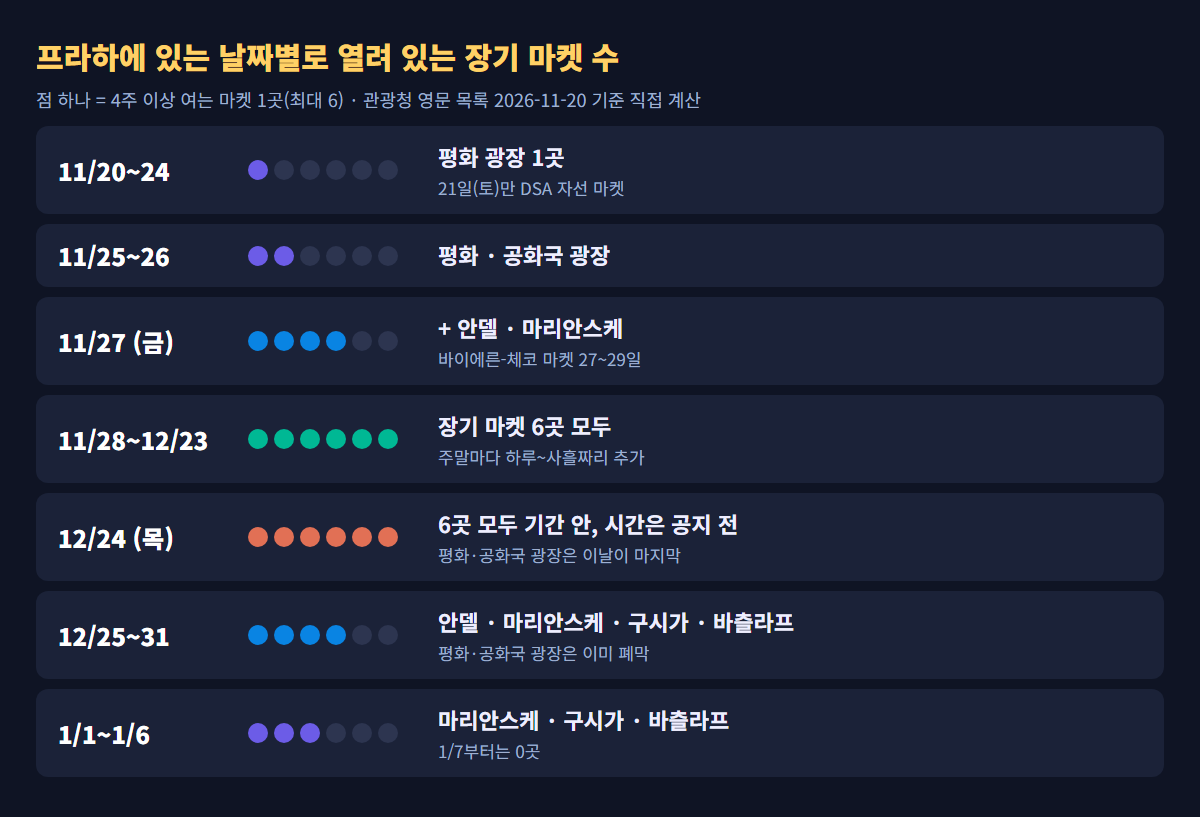 프라하에 있는 날짜별로 열려 있는 장기 마켓 수
점 하나 = 4주 이상 여는 마켓 1곳(최대 6) · 관광청 영문 목록 2026-11-20 기준 직접 계산
11/20~24
평화 광장 1곳
21일(토)만 DSA 자선 마켓
11/25~26
평화 · 공화국 광장
11/27 (금)
+ 안델 · 마리안스케
바이에른-체코 마켓 27~29일
11/28~12/23
장기 마켓 6곳 모두
주말마다 하루~사흘짜리 추가
12/24 (목)
6곳 모두 기간 안, 시간은 공지 전
평화·공화국 광장은 이날이 마지막
12/25~31
안델 · 마리안스케 · 구시가 · 바츨라프
평화·공화국 광장은 이미 폐막
1/1~1/6
마리안스케 · 구시가 · 바츨라프
1/7부터는 0곳